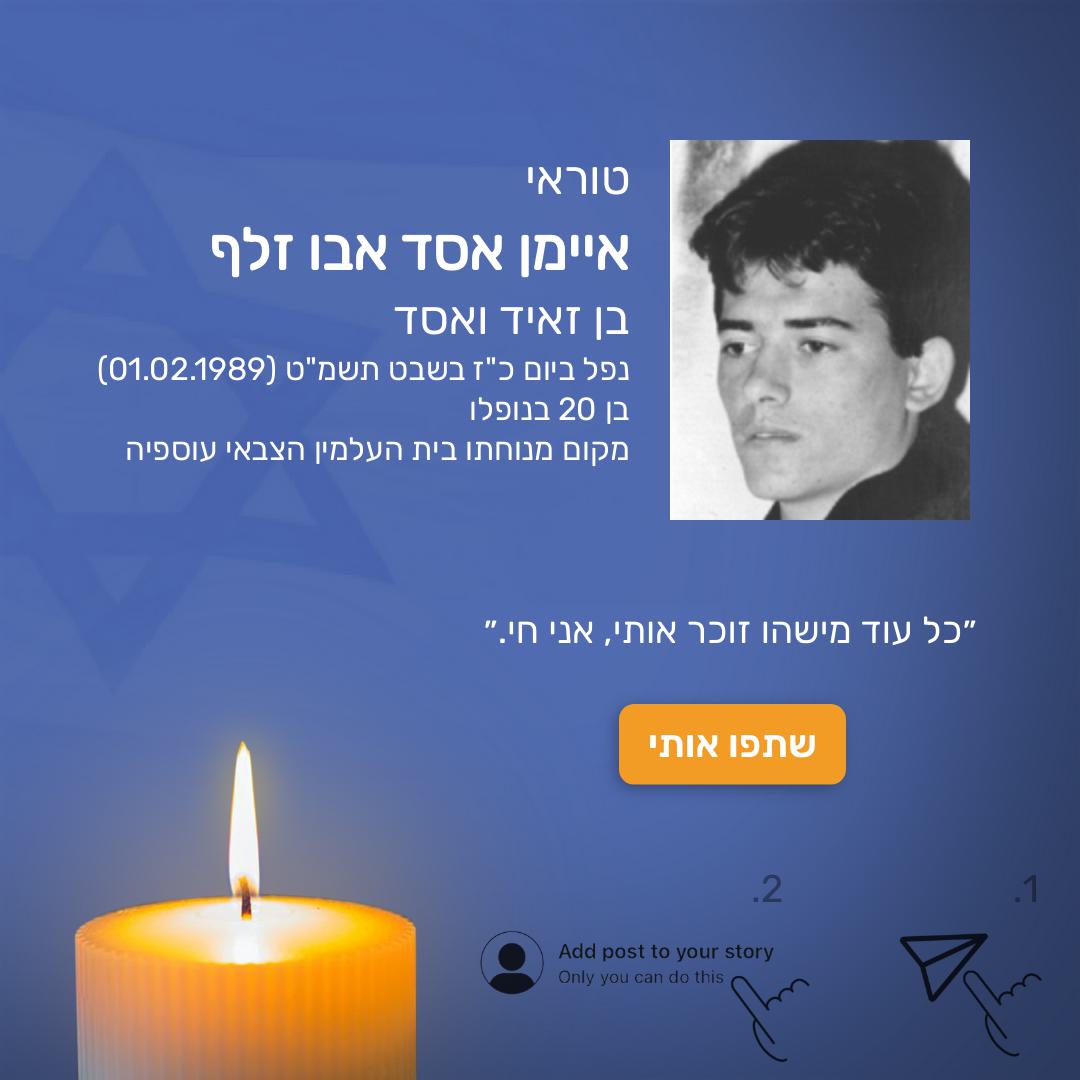 טוראי
איימן אסד אבו זלף
בן זאיד ואסד
נפל ביום כ"ז בשבט תשמ"ט (01.02.1989)
בן 20 בנופלו
מקום מנוחתו בית העלמין הצבאי עוספיה
״כל עוד מישהו זוכר אותי, אני חי.״
שתפו אותי
1.
2.
Add post to your story
Only you can do this